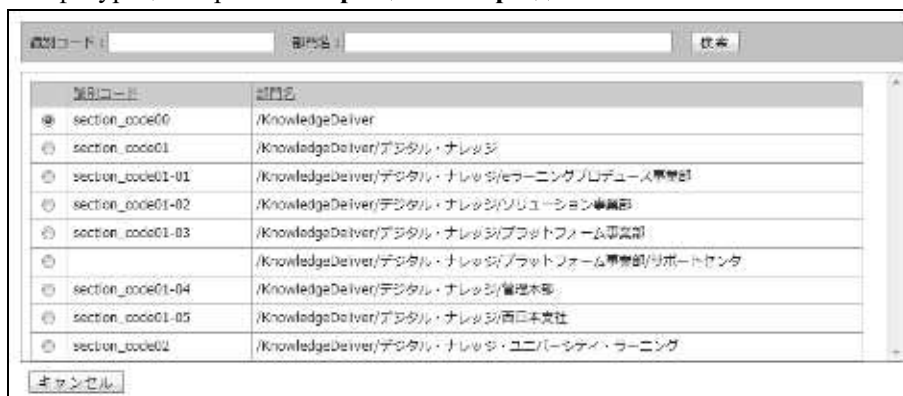 識別コード： 部門名： 検索
識別コード 部門名
section_code00 /KnowledgeDeliver
section_code01 /KnowledgeDeliver/デジタル・ナレッジ
section_code01-01 /KnowledgeDeliver/デジタル・ナレッジ/eラーニングプロデュース事業部
section_code01-02 /KnowledgeDeliver/デジタル・ナレッジ/ソリューション事業部
section_code01-03 /KnowledgeDeliver/デジタル・ナレッジ/プラットフォーム事業部
/KnowledgeDeliver/デジタル・ナレッジ/プラットフォーム事業部/サポートセンタ
section_code01-04 /KnowledgeDeliver/デジタル・ナレッジ/管理本部
section_code01-05 /KnowledgeDeliver/デジタル・ナレッジ/西日本支社
section_code02 /KnowledgeDeliver/デジタル・ナレッジ・ユニバーシティ・ラーニング
キャンセル